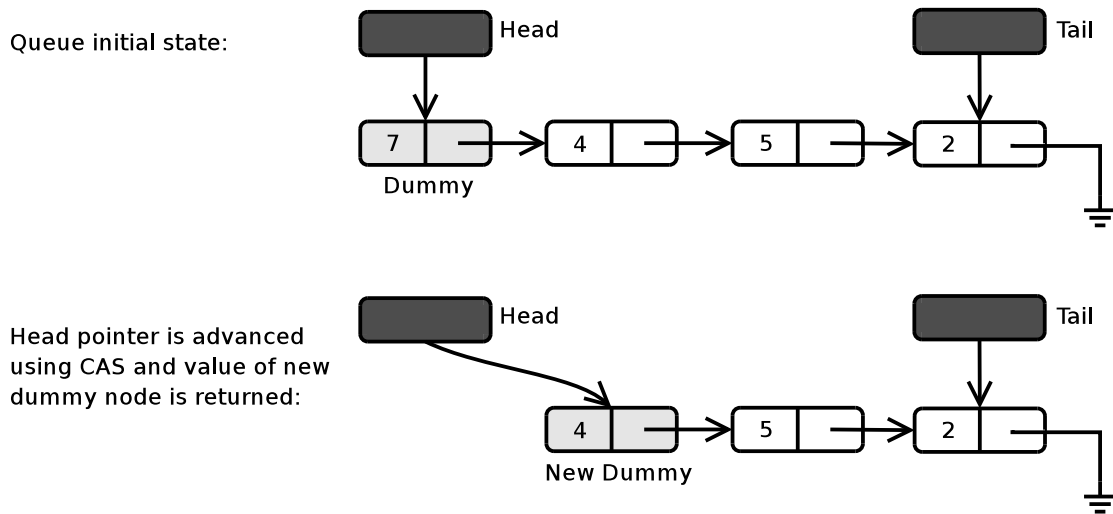 Queue initial state:
Head
Tail
7
4
5
2
Dummy
Head pointer is advanced
using CAS and value of new
dummy node is returned:
Head
Tail
4
5
2
New Dummy